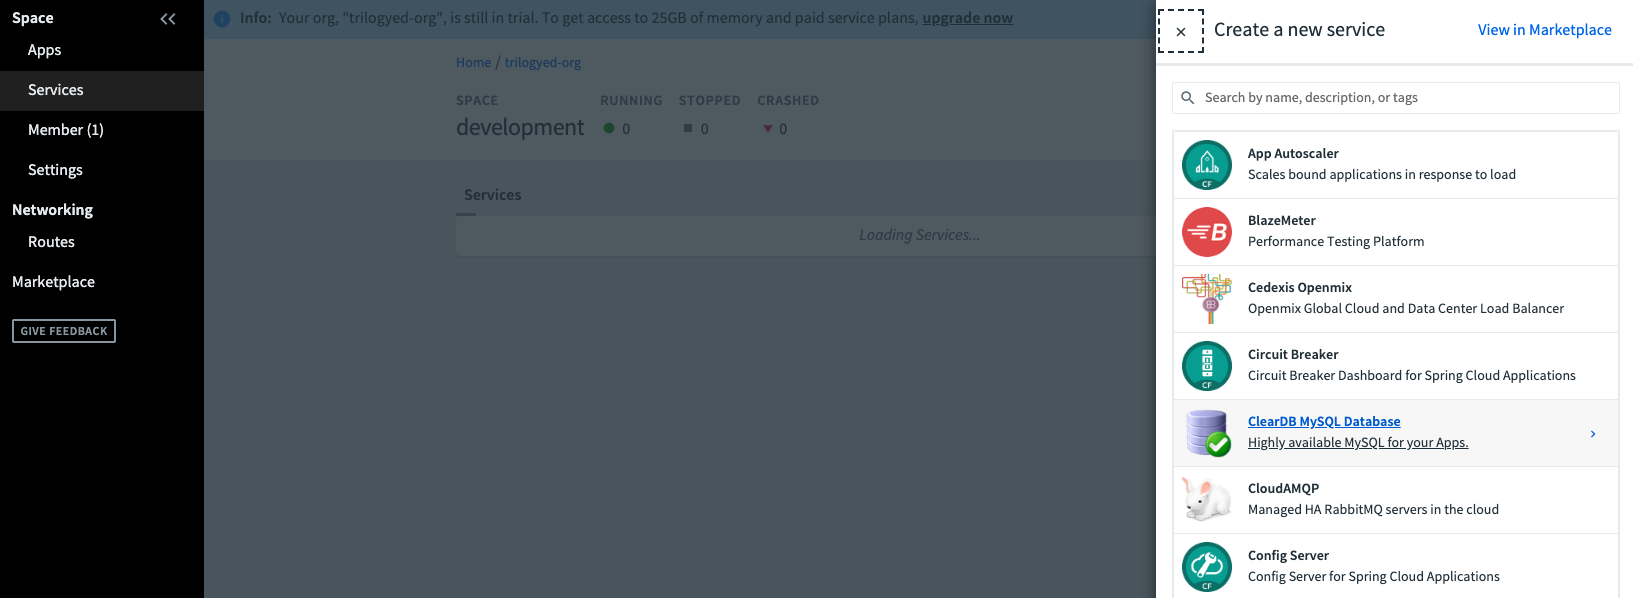 Space
Apps
Services
Member (1)
Settings
Networking
Routes
Marketplace
GIVE FEEDBACK
Info: Your org, "trilogyed-org", is still in trial. To get access to 25GB of memory and paid service plans, upgrade now
Home / trilogyed-org
SPACE RUNNING STOPPED CRASHED
development 0 0 0
Services
Loading Services...
× Create a new service View in Marketplace
Search by name, description, or tags
App Autoscaler
Scales bound applications in response to load
BlazeMeter
Performance Testing Platform
Cedexis Openmix
Openmix Global Cloud and Data Center Load Balancer
Circuit Breaker
Circuit Breaker Dashboard for Spring Cloud Applications
ClearDB MySQL Database
Highly available MySQL for your Apps.
CloudAMQP
Managed HA RabbitMQ servers in the cloud
Config Server
Config Server for Spring Cloud Applications
CF
B
CF
CF